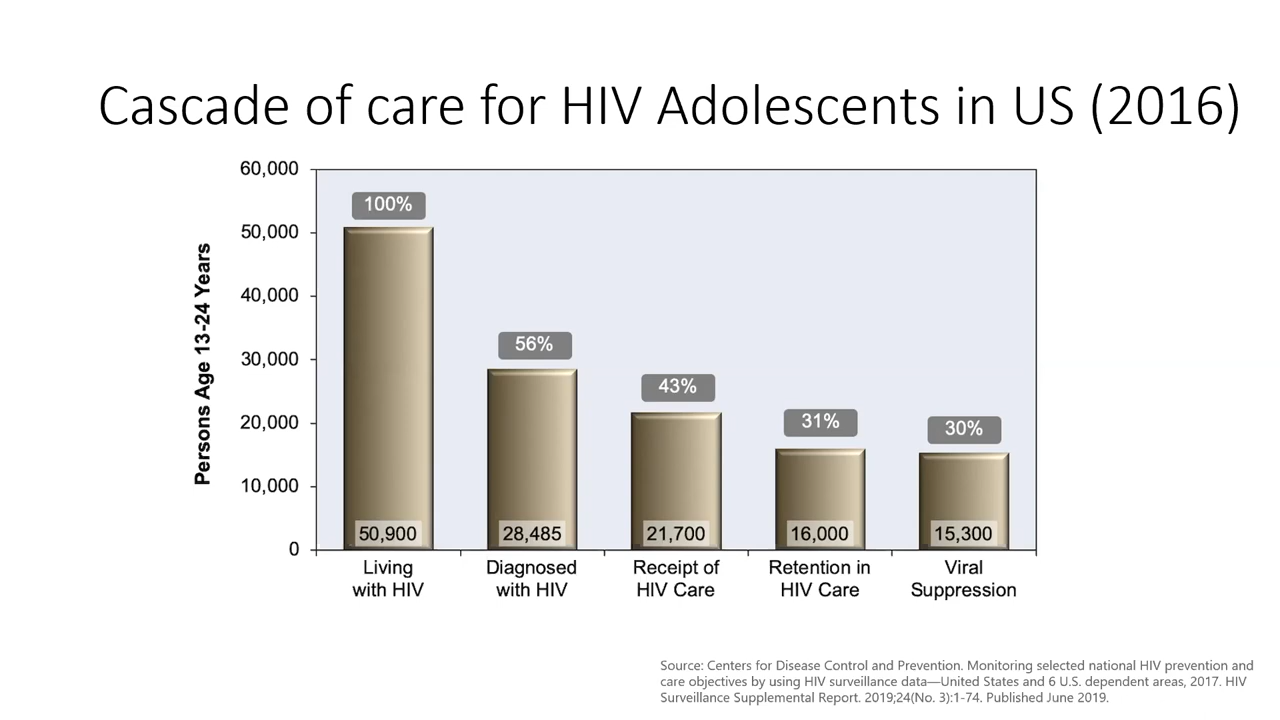 Cascade of care for HIV Adolescents in US (2016)
Persons Age 13-24 Years
60,000
50,000
40,000
30,000
20,000
10,000
0
100%
56%
43%
31%
30%
50,900
28,485
21,700
16,000
15,300
Living
with HIV
Diagnosed
with HIV
Receipt of
HIV Care
Retention in
HIV Care
Viral
Suppression
Source: Centers for Disease Control and Prevention. Monitoring selected national HIV prevention and
care objectives by using HIV surveillance data—United States and 6 U.S. dependent areas, 2017. HIV
Surveillance Supplemental Report. 2019;24(No. 3):1-74. Published June 2019.